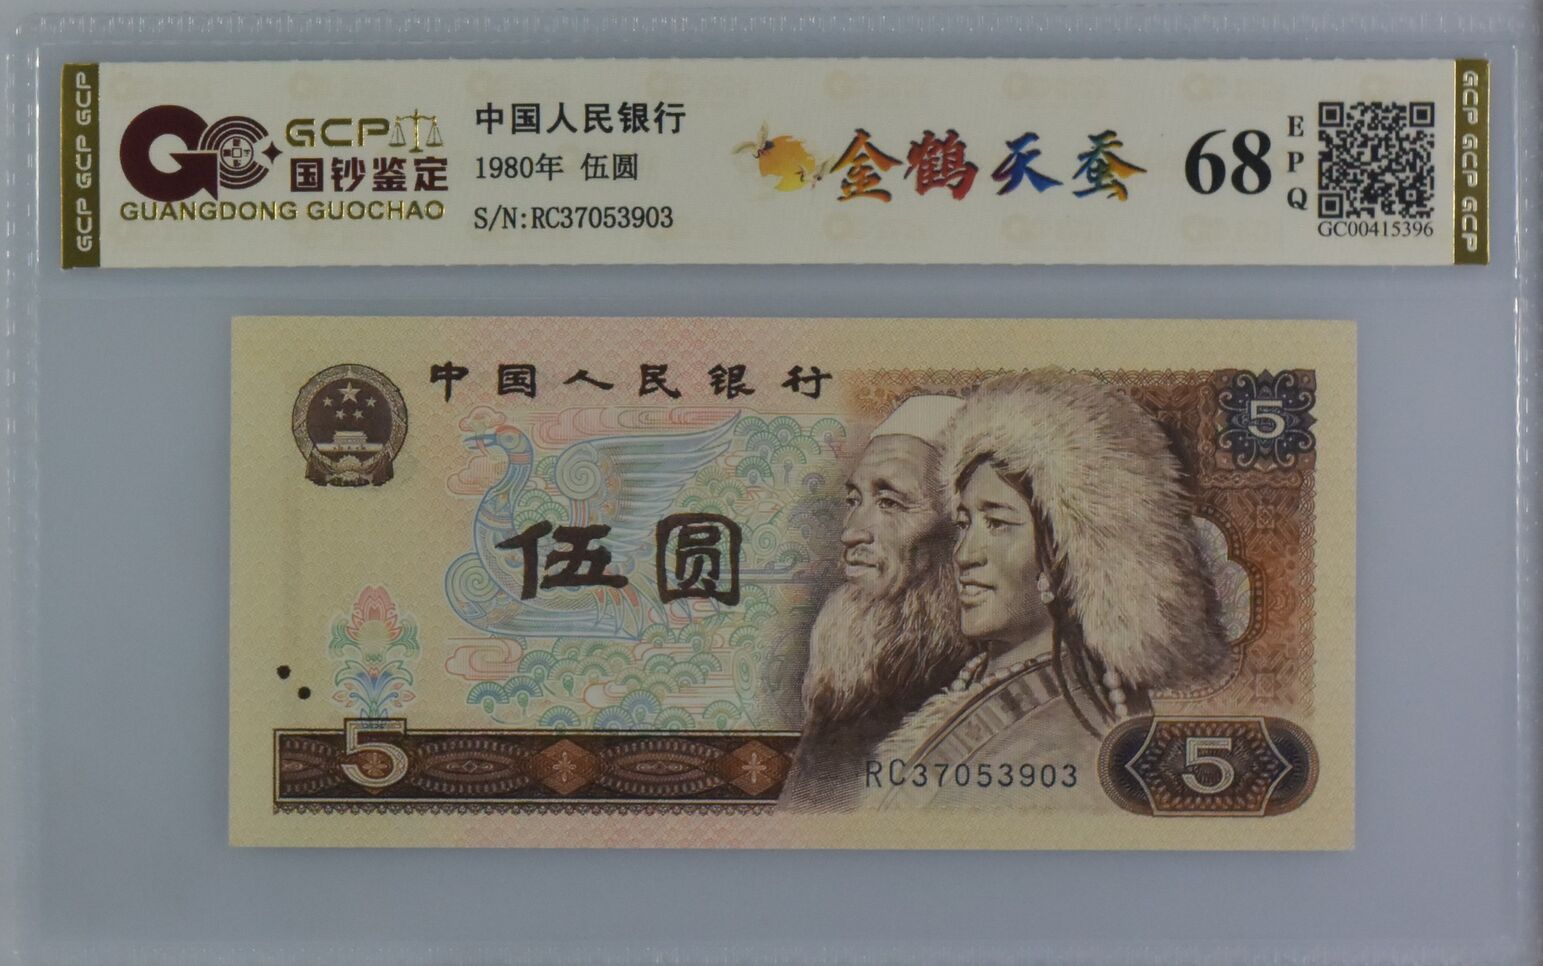 GCP GCP GCP
GCP
国钞鉴定
GUANGDONG GUOCHAO
中国人民银行
1980年 伍圆
S/N:RC37053903
金鹤天蚕
68
EPQ
GC00415396
GCP GCP GCP
中国人民银行
5
伍圆
5
RC37053903
5